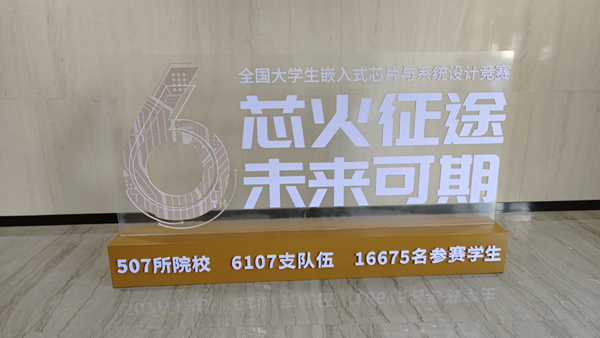 全国大学生嵌入式芯片与系统设计竞赛
6TH
芯火征途
未来可期
507所院校 6107支队伍 16675名参赛学生